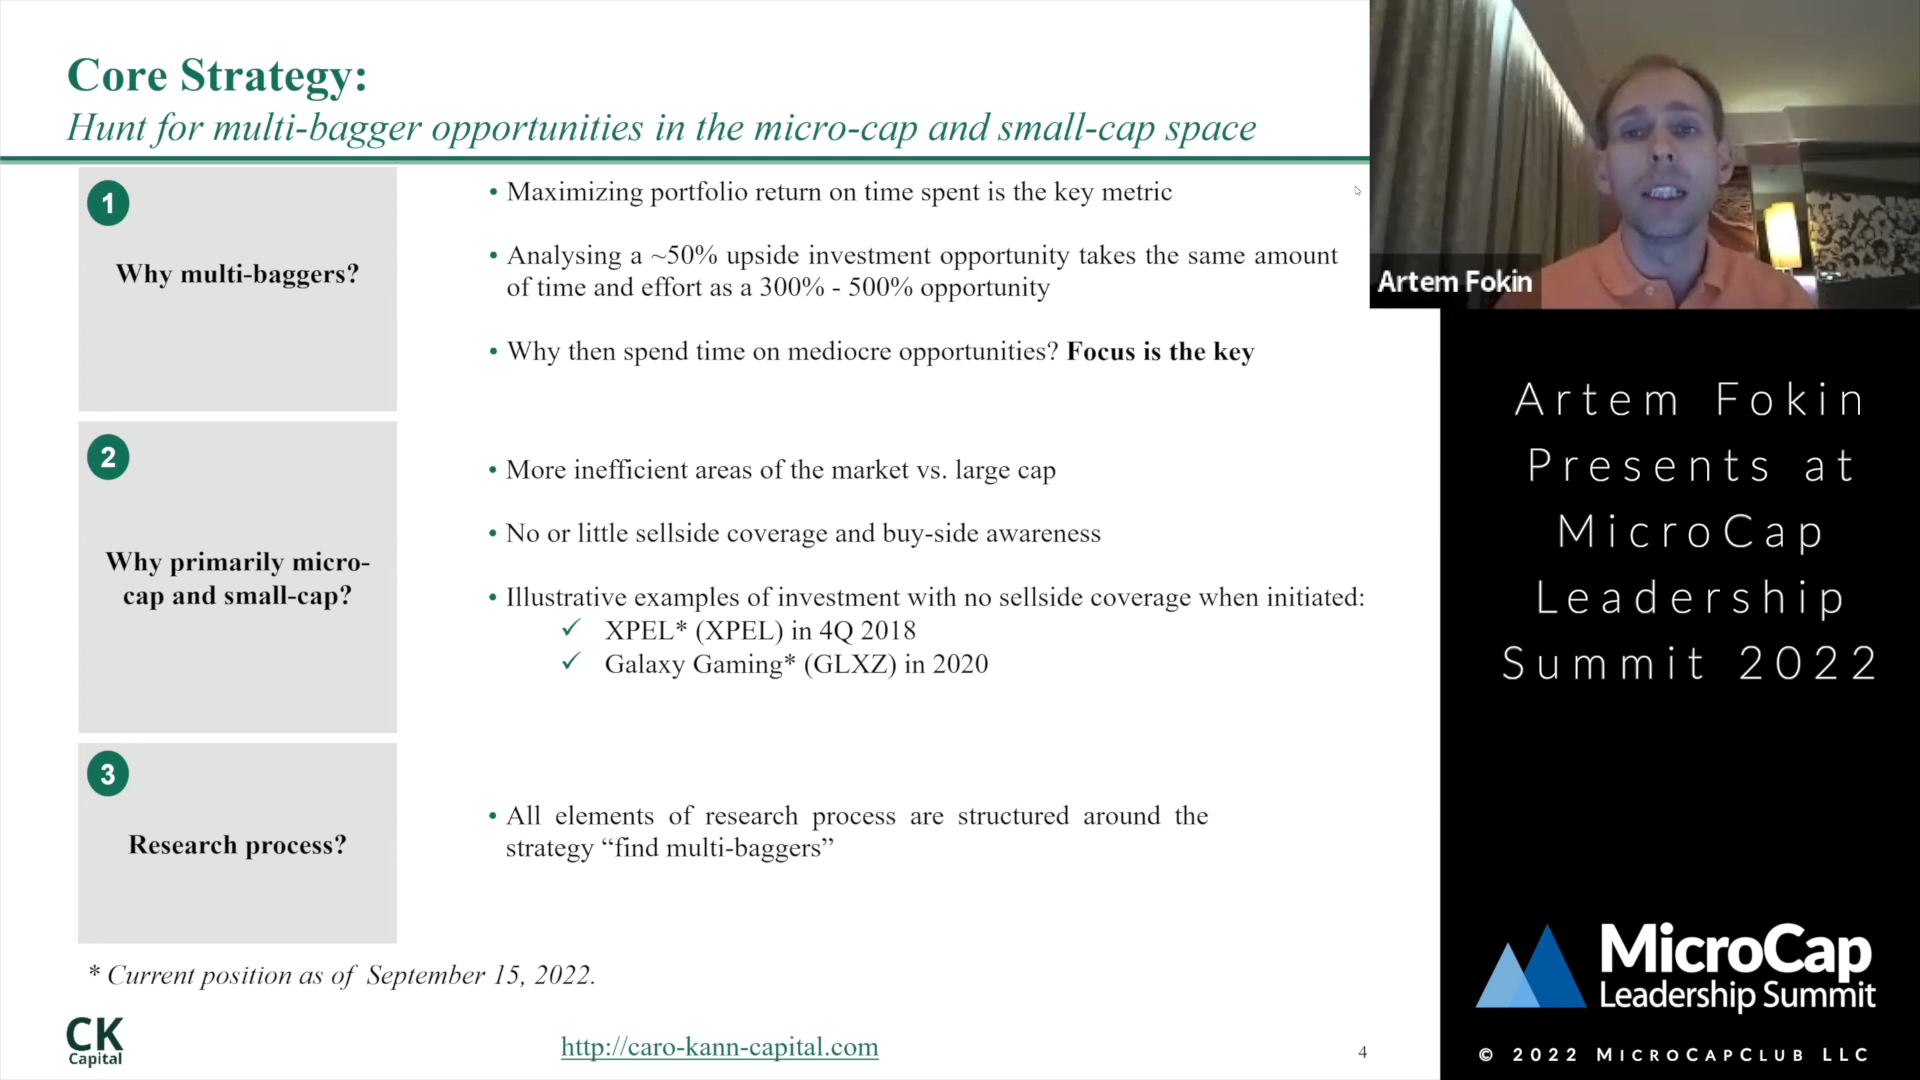 Core Strategy:
Hunt for multi-bagger opportunities in the micro-cap and small-cap space
1
Why multi-baggers?
• Maximizing portfolio return on time spent is the key metric
• Analysing a ~50% upside investment opportunity takes the same amount
of time and effort as a 300% - 500% opportunity
• Why then spend time on mediocre opportunities? Focus is the key
2
Why primarily micro-
cap and small-cap?
• More inefficient areas of the market vs. large cap
• No or little sellside coverage and buy-side awareness
• Illustrative examples of investment with no sellside coverage when initiated:
✓ XPEL* (XPEL) in 4Q 2018
✓ Galaxy Gaming* (GLXZ) in 2020
3
Research process?
• All elements of research process are structured around the
strategy “find multi-baggers”
* Current position as of September 15, 2022.
CK
Capital
http://caro-kann-capital.com
4
Artem Fokin
Artem Fokin
Presents at
MicroCap
Leadership
Summit 2022
MicroCap
Leadership Summit
© 2022 MicroCapClub LLC